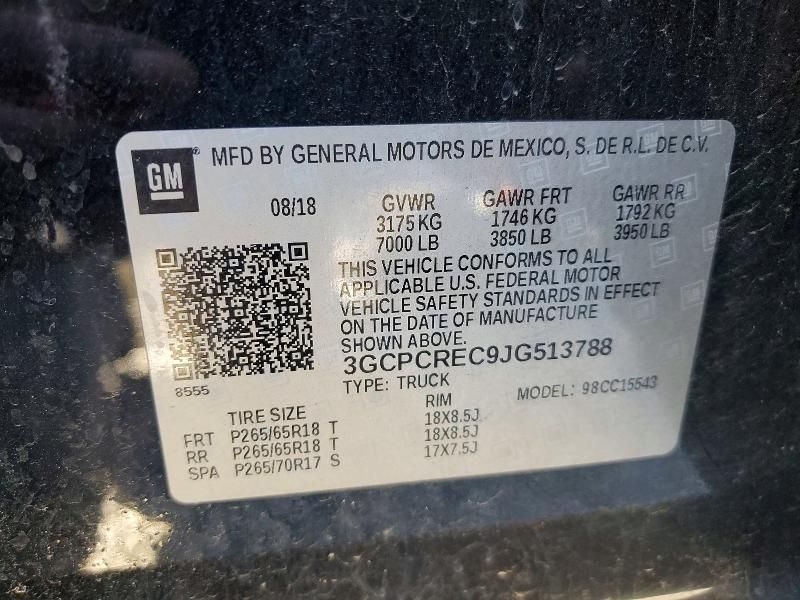 GM ® MFD BY GENERAL MOTORS DE MEXICO, S. DE R.L. DE C.V.
08/18 GVWR GAWR FRT GAWR RR
3175 KG 1746 KG 1792 KG
7000 LB 3850 LB 3950 LB
THIS VEHICLE CONFORMS TO ALL
APPLICABLE U.S. FEDERAL MOTOR
VEHICLE SAFETY STANDARDS IN EFFECT
ON THE DATE OF MANUFACTURE
SHOWN ABOVE.
3GCPCREC9JG513788
8555 TYPE: TRUCK MODEL: 98CC15543
TIRE SIZE RIM
FRT P265/65R18 T 18X8.5J
RR P265/65R18 T 18X8.5J
SPA P265/70R17 S 17X7.5J